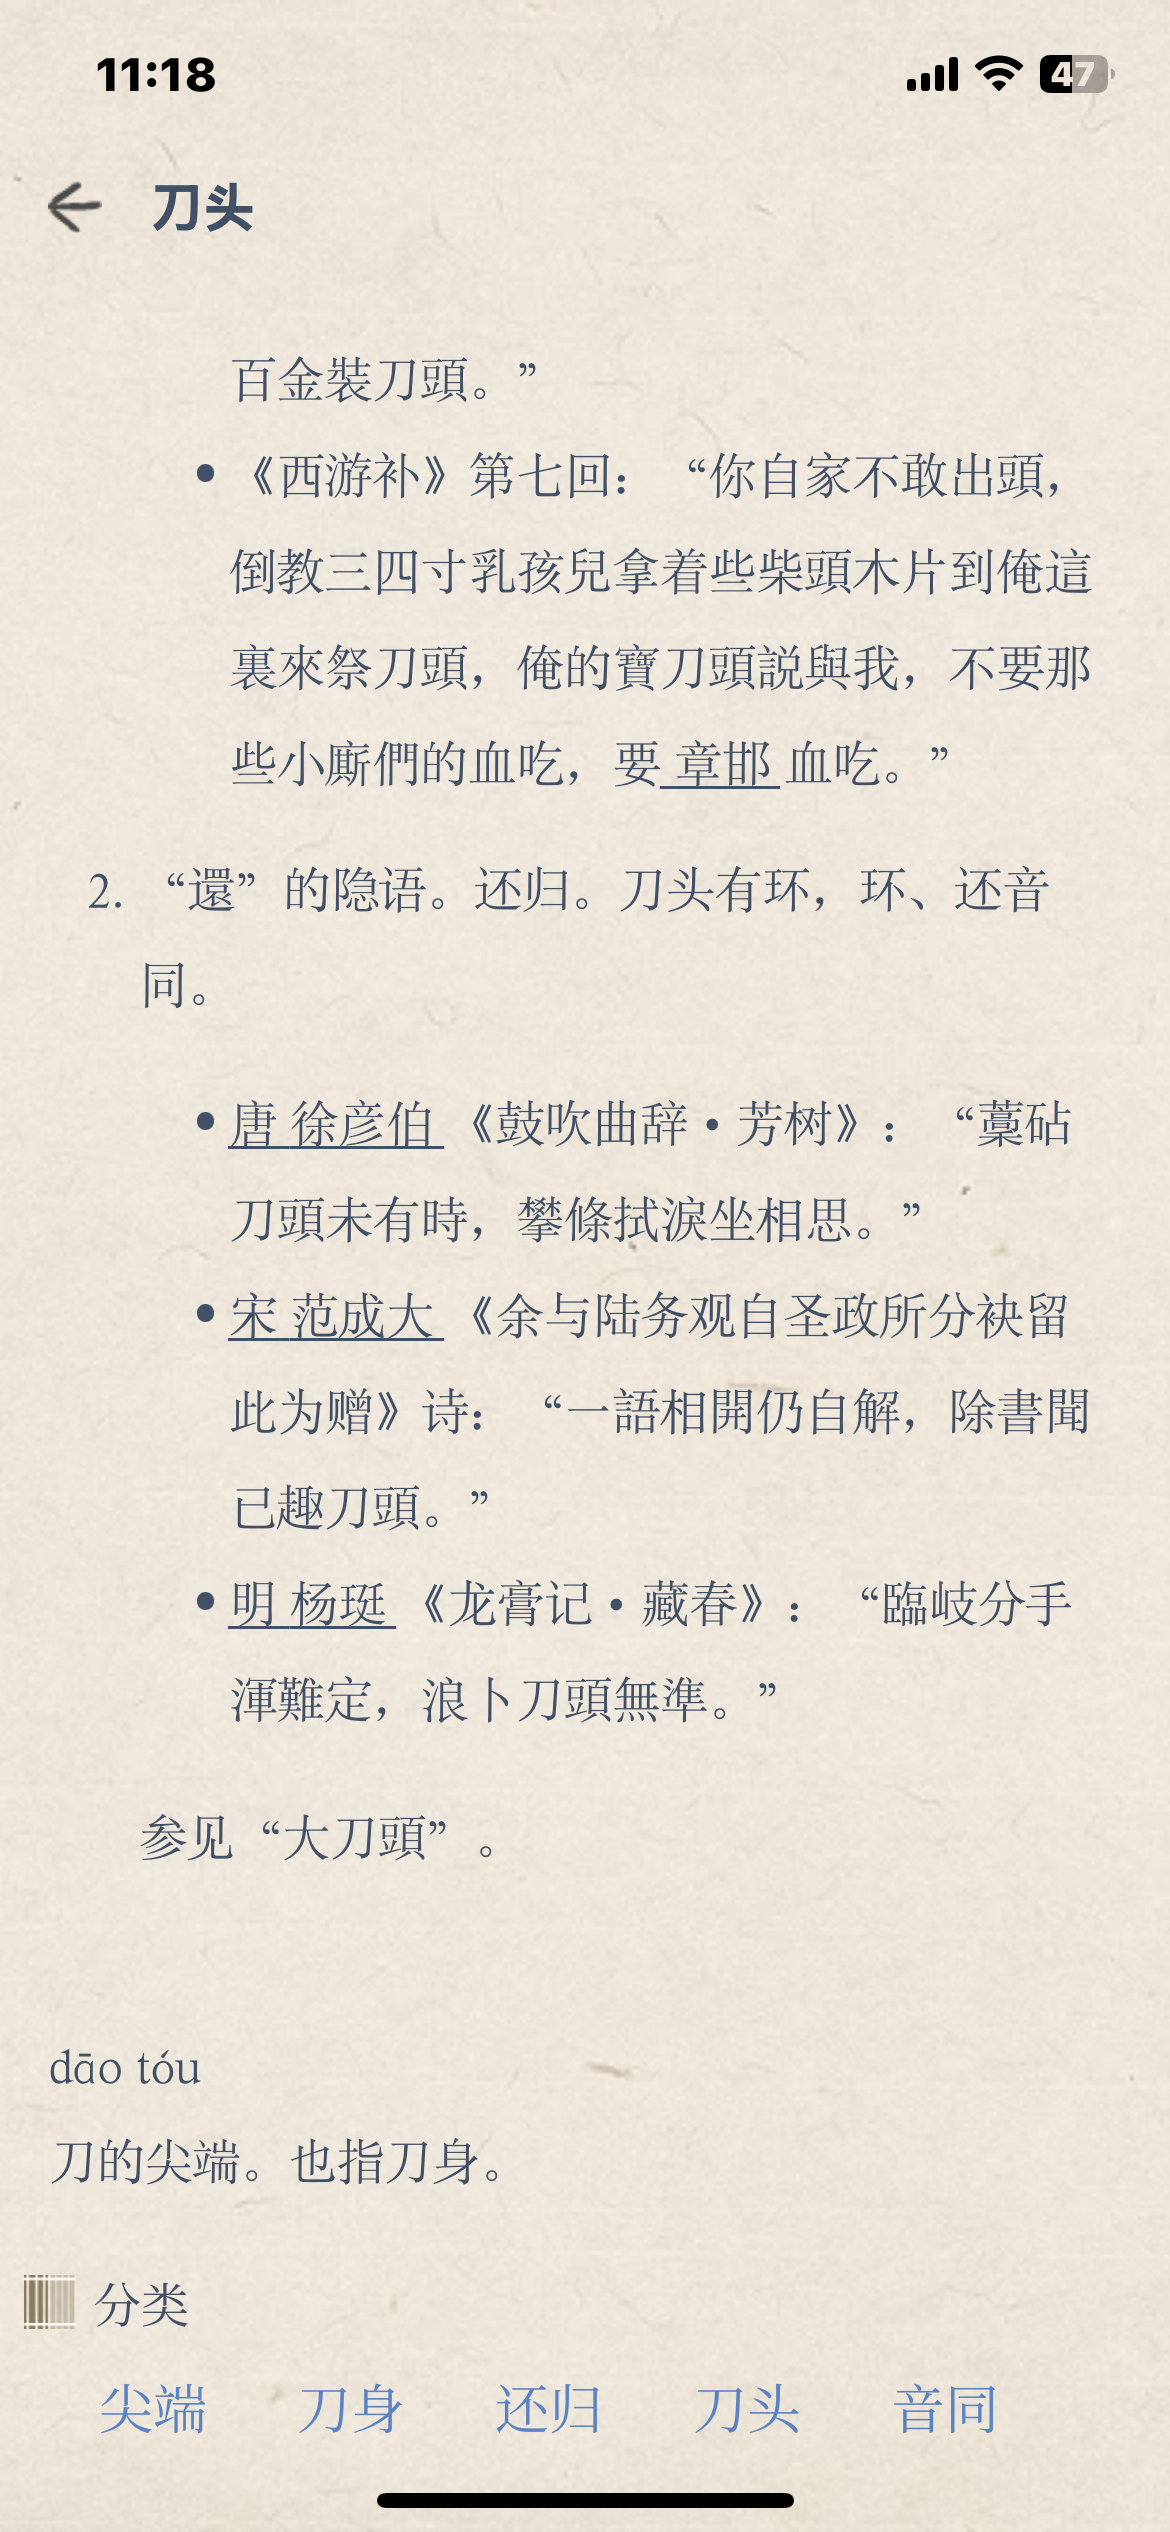 11:18
47
刀头
百金裝刀頭。”
• 《西游补》第七回： “你自家不敢出頭，
倒教三四寸乳孩兒拿着些柴頭木片到俺這
裏來祭刀頭，俺的寶刀頭説與我，不要那
些小廝們的血吃，要 章邯 血吃。”
2. “還”的隐语。还归。刀头有环，环、还音
同。
• 唐 徐彦伯 《鼓吹曲辞·芳树》： “藁砧
刀頭未有時，攀條拭淚坐相思。”
• 宋 范成大 《余与陆务观自圣政所分袂留
此为赠》诗： “一語相開仍自解，除書聞
已趣刀頭。”
• 明 杨珽 《龙膏记·藏春》： “臨岐分手
渾難定，浪卜刀頭無準。”
参见“大刀頭”。
dāo tóu
刀的尖端。也指刀身。
分类
尖端 刀身 还归 刀头 音同